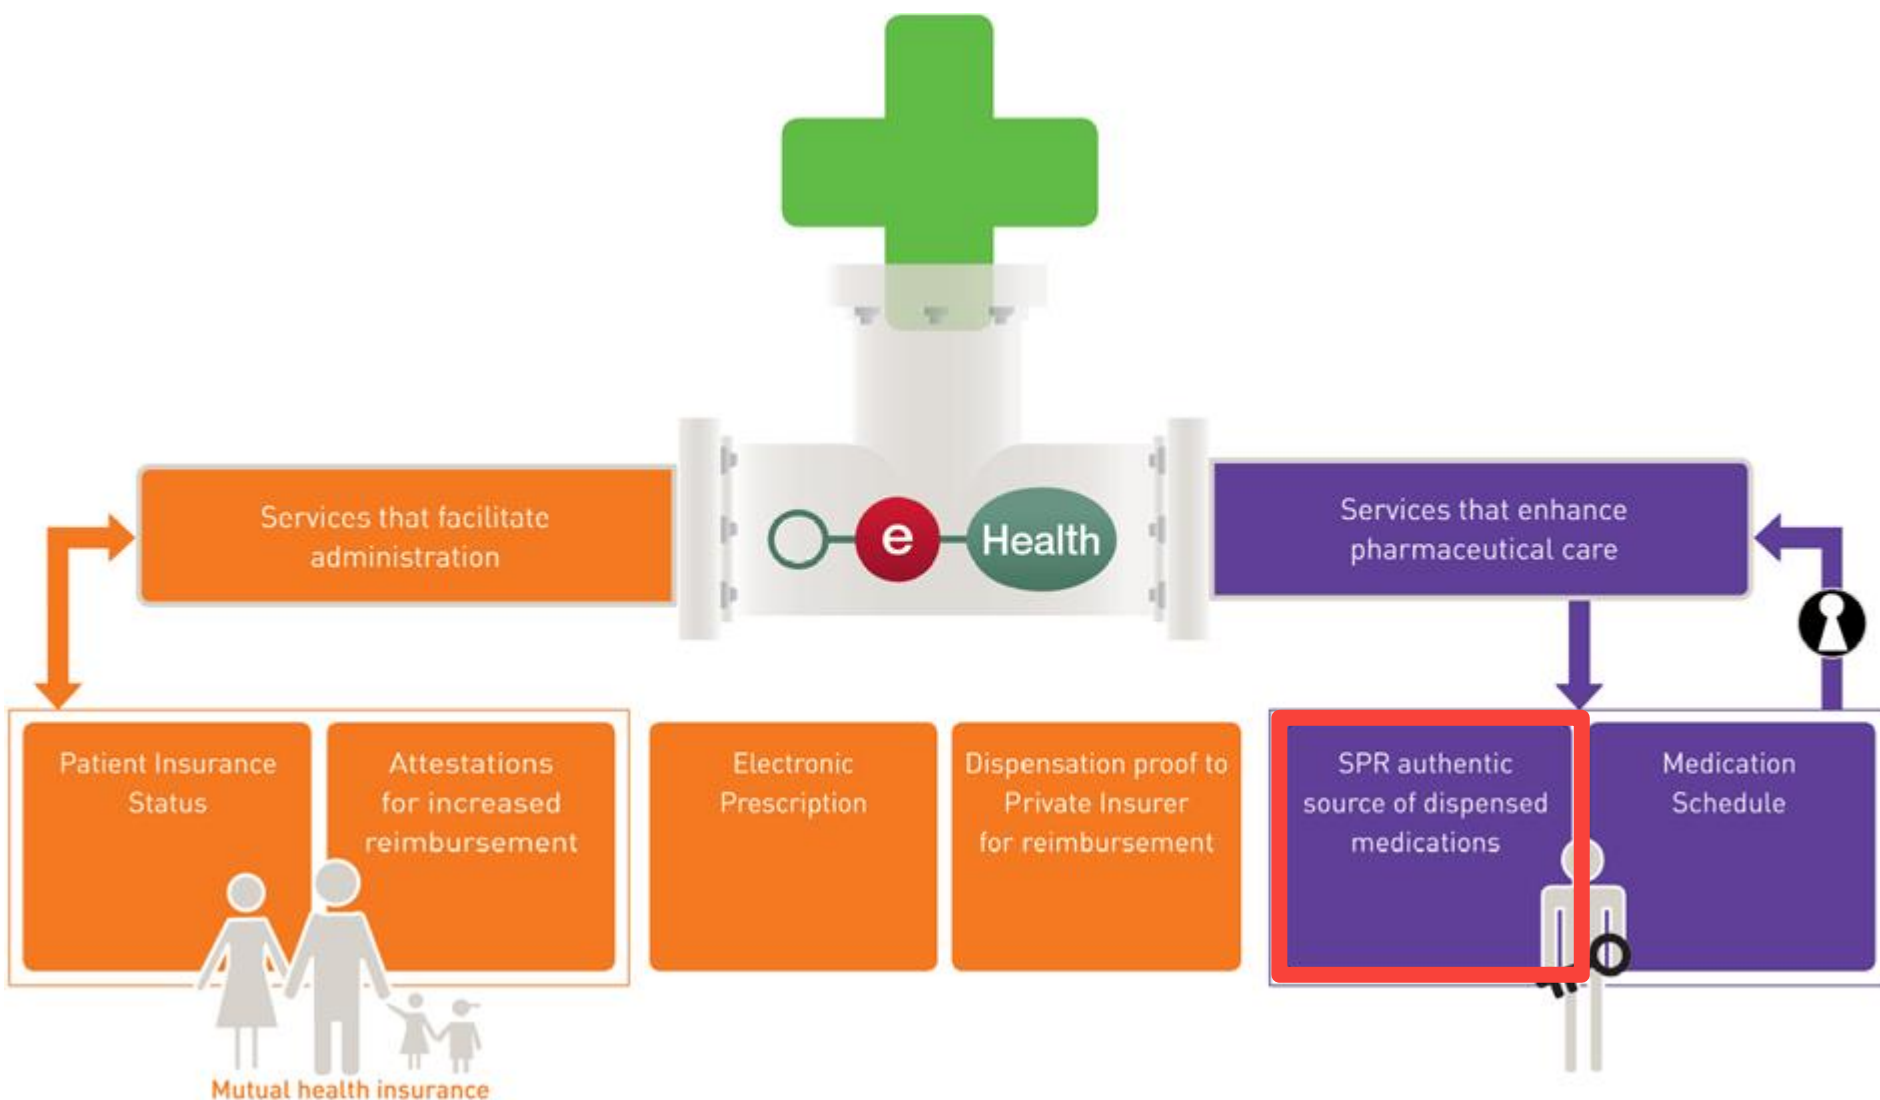 e Health
Services that facilitate
administration
Services that enhance
pharmaceutical care
Patient Insurance
Status
Attestations
for increased
reimbursement
Electronic
Prescription
Dispensation proof to
Private Insurer
for reimbursement
SPR authentic
source of dispensed
medications
Medication
Schedule
Mutual health insurance